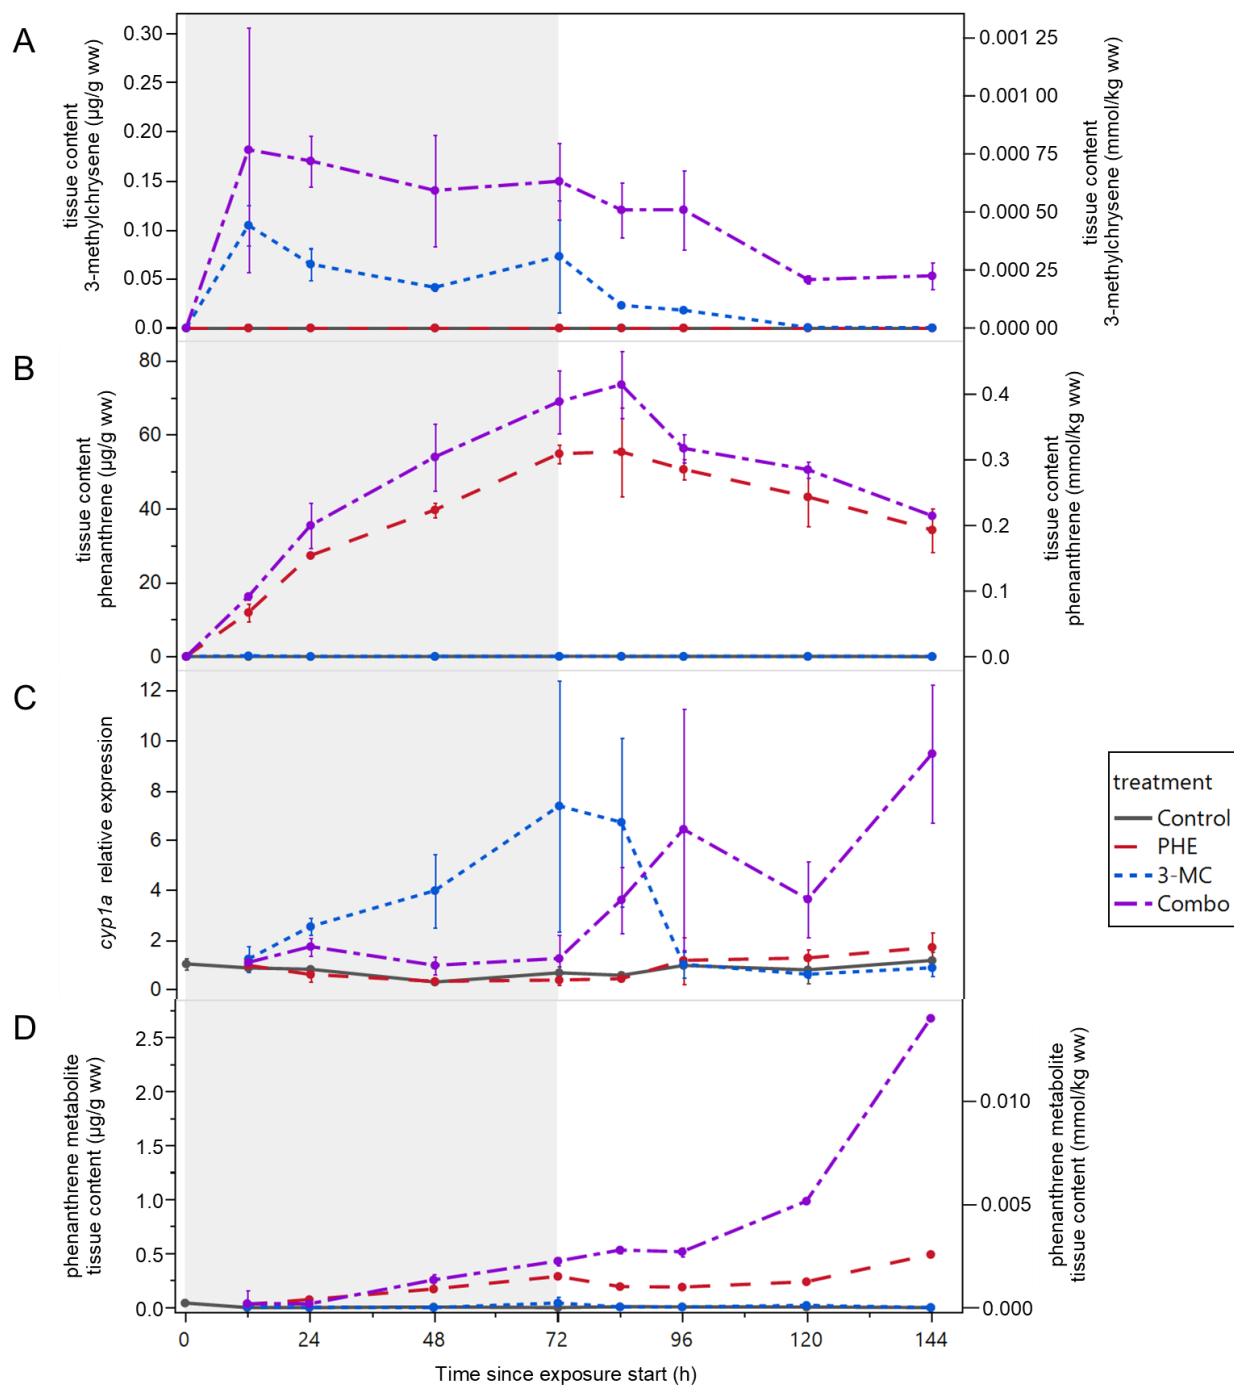 A
tissue content
3-methylchrysene (µg/g ww)
0.30
0.25
0.20
0.15
0.10
0.05
0.0
0.001 25
0.001 00
0.000 75
0.000 50
0.000 25
0.000 00
tissue content
3-methylchrysene (mmol/kg ww)
B
tissue content
phenanthrene (µg/g ww)
80
60
40
20
0
0.4
0.3
0.2
0.1
0.0
tissue content
phenanthrene (mmol/kg ww)
C
cyp1a relative expression
12
10
8
6
4
2
0
treatment
Control
PHE
3-MC
Combo
D
phenanthrene metabolite
tissue content (µg/g ww)
2.5
2.0
1.5
1.0
0.5
0.0
0.010
0.005
0.000
phenanthrene metabolite
tissue content (mmol/kg ww)
0 24 48 72 96 120 144
Time since exposure start (h)